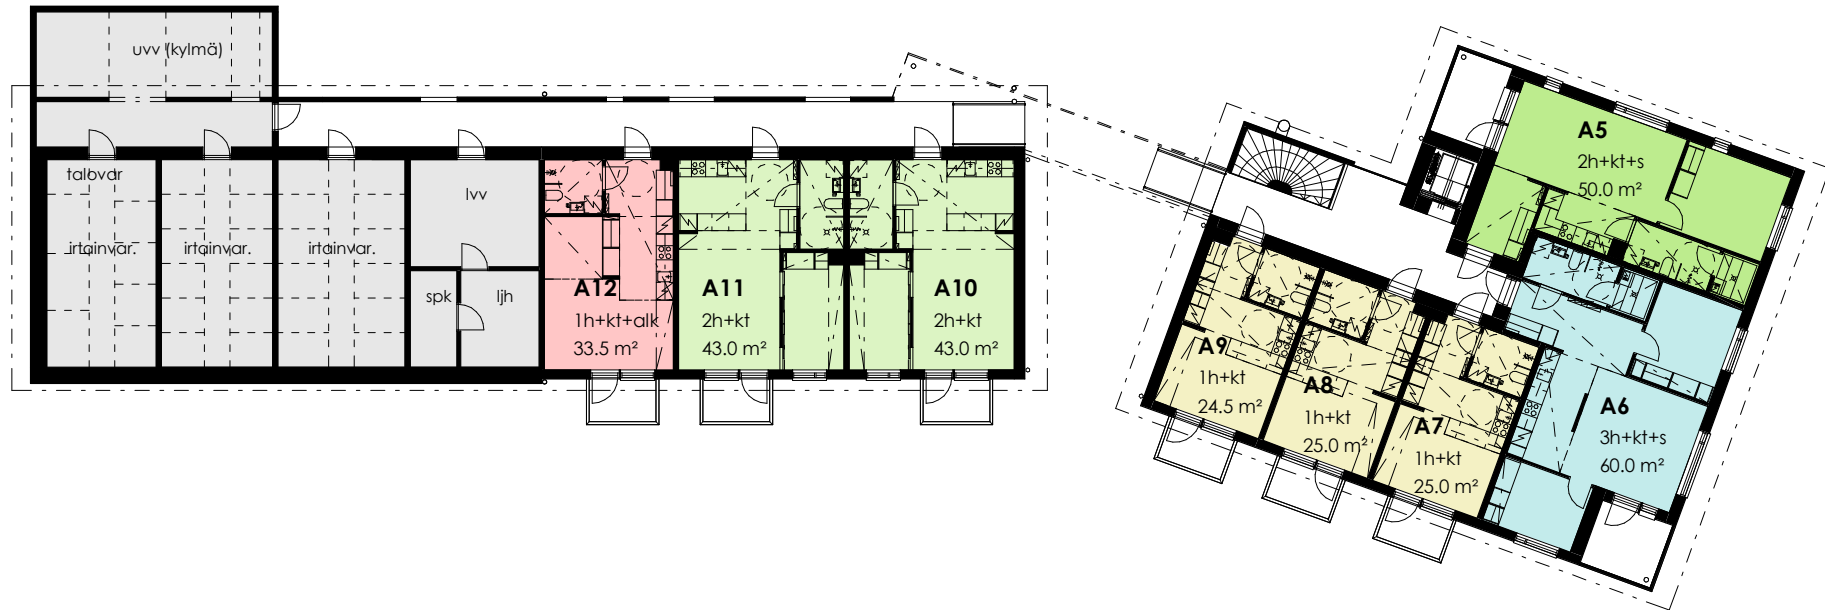 uvv (kylmä)
talovar
irtainvar.
irtainvar.
irtainvar.
lvv
spk
ljh
A12
1h+kt+alk
33.5 m²
A11
2h+kt
43.0 m²
A10
2h+kt
43.0 m²
A5
2h+kt+s
50.0 m²
A9
1h+kt
24.5 m²
A8
1h+kt
25.0 m²
A7
1h+kt
25.0 m²
A6
3h+kt+s
60.0 m²